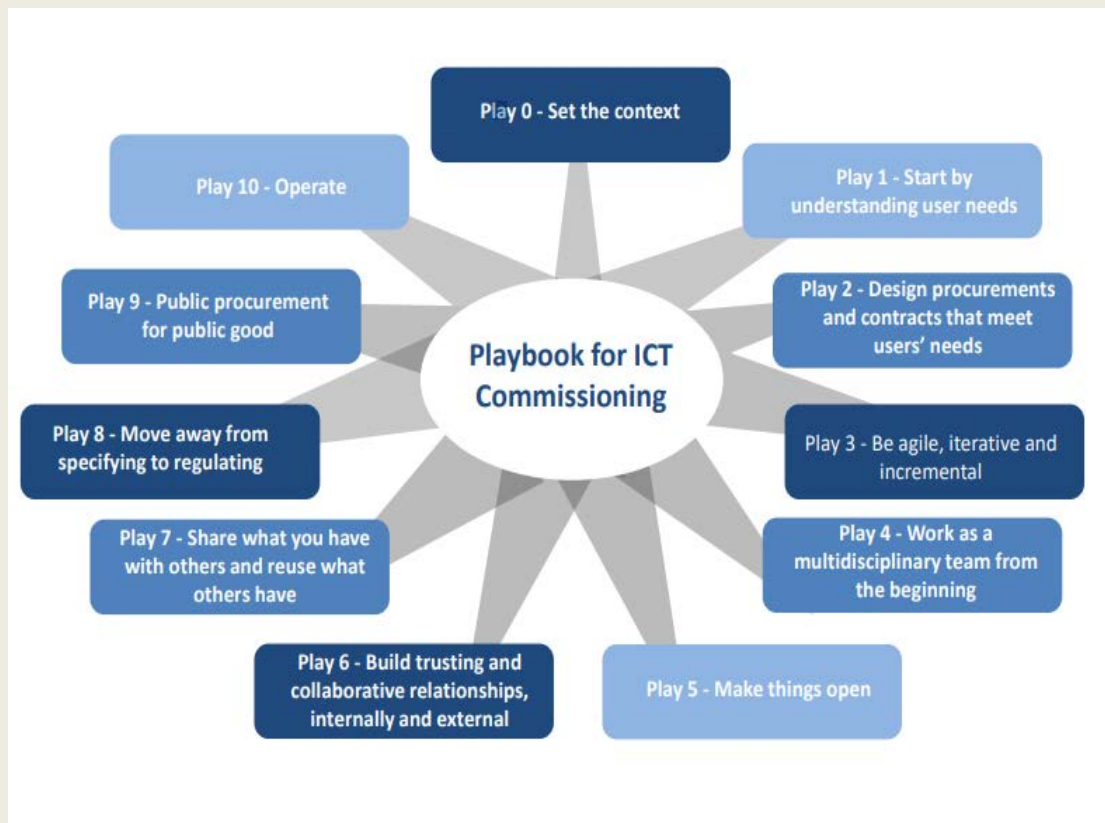 Play 0 - Set the context
Play 1 - Start by
understanding user needs
Play 2 - Design procurements
and contracts that meet
users’ needs
Play 3 - Be agile, iterative and
incremental
Play 4 - Work as a
multidisciplinary team from
the beginning
Play 5 - Make things open
Play 6 - Build trusting and
collaborative relationships,
internally and external
Play 7 - Share what you have
with others and reuse what
others have
Play 8 - Move away from
specifying to regulating
Play 9 - Public procurement
for public good
Play 10 - Operate
Playbook for ICT
Commissioning